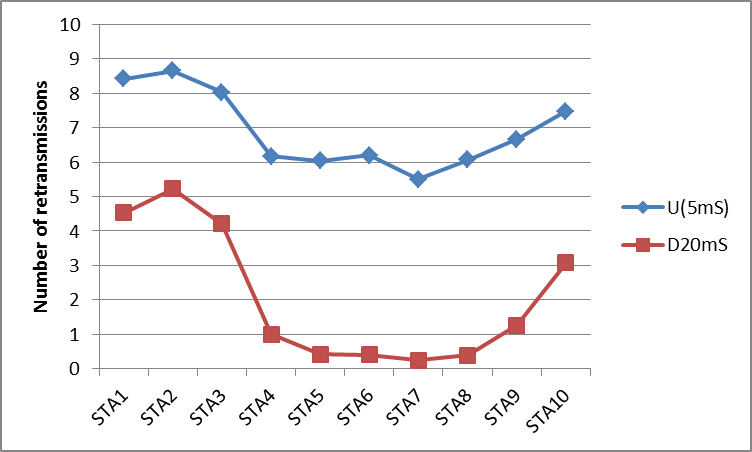 10
9
8
7
6
5
4
3
2
1
0
Number of retransmissions
STA1
STA2
STA3
STA4
STA5
STA6
STA7
STA8
STA9
STA10
U(5mS)
D20mS